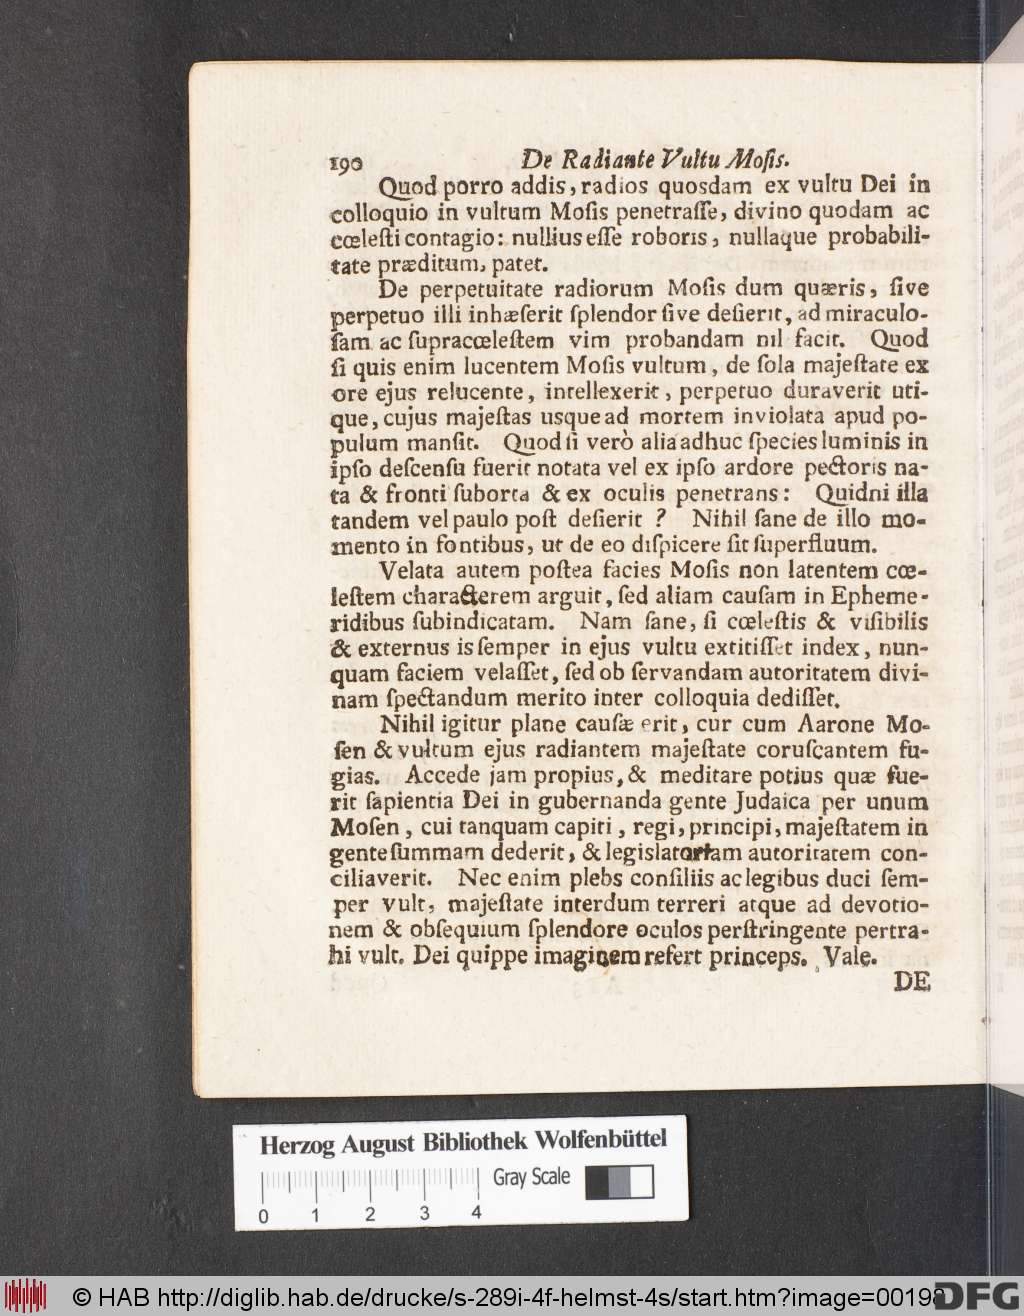 190 De Radiante Vultu Moſis.
Quod porro addis, radios quosdam ex vultu Dei in
colloquio in vultum Moſis penetraſſe, divino quodam ac
cœleſti contagio: nullius eſſe roboris, nullaque probabili-
tate præditum, patet.
De perpetuitate radiorum Moſis dum quæris, ſive
perpetuo illi inhæſerit ſplendor ſive deſierit, ad miraculo-
ſam ac ſupracœleſtem vim probandam nil facit. Quod
ſi quis enim lucentem Moſis vultum, de ſola majeſtate ex
ore ejus relucente, intellexerit, perpetuo duraverit uti-
que, cujus majeſtas usque ad mortem inviolata apud po-
pulum manſit. Quod ſi verò alia adhuc ſpecies luminis in
ipſo deſcenſu fuerit notata vel ex ipſo ardore pectoris na-
ta & fronti ſuborta & ex oculis penetrans: Quidni illa
tandem vel paulo poſt deſierit ? Nihil ſane de illo mo-
mento in fontibus, ut de eo diſpicere ſit ſuperfluum.
Velata autem poſtea facies Moſis non latentem cœ-
leſtem characterem arguit, ſed aliam cauſam in Epheme-
ridibus ſubindicatam. Nam ſane, ſi cœleſtis & viſibilis
& externus is ſemper in ejus vultu extitiſſet index, nun-
quam faciem velaſſet, ſed ob ſervandam autoritatem divi-
nam ſpectandum merito inter colloquia dediſſet.
Nihil igitur plane cauſæ erit, cur cum Aarone Mo-
ſen & vultum ejus radiantem majeſtate coruſcantem fu-
gias. Accede jam propius, & meditare potius quæ fue-
rit ſapientia Dei in gubernanda gente Judaica per unum
Moſen, cui tanquam capiti, regi, principi, majeſtatem in
gente ſummam dederit, & legislatoriam autoritatem con-
ciliaverit. Nec enim plebs conſiliis ac legibus duci ſem-
per vult, majeſtate interdum terreri atque ad devotio-
nem & obſequium ſplendore oculos perſtringente pertra-
hi vult. Dei quippe imaginem refert princeps. Vale.
DE
Herzog August Bibliothek Wolfenbüttel
Gray Scale
0 1 2 3 4
© HAB http://diglib.hab.de/drucke/s-289i-4f-helmst-4s/start.htm?image=00198
DFG